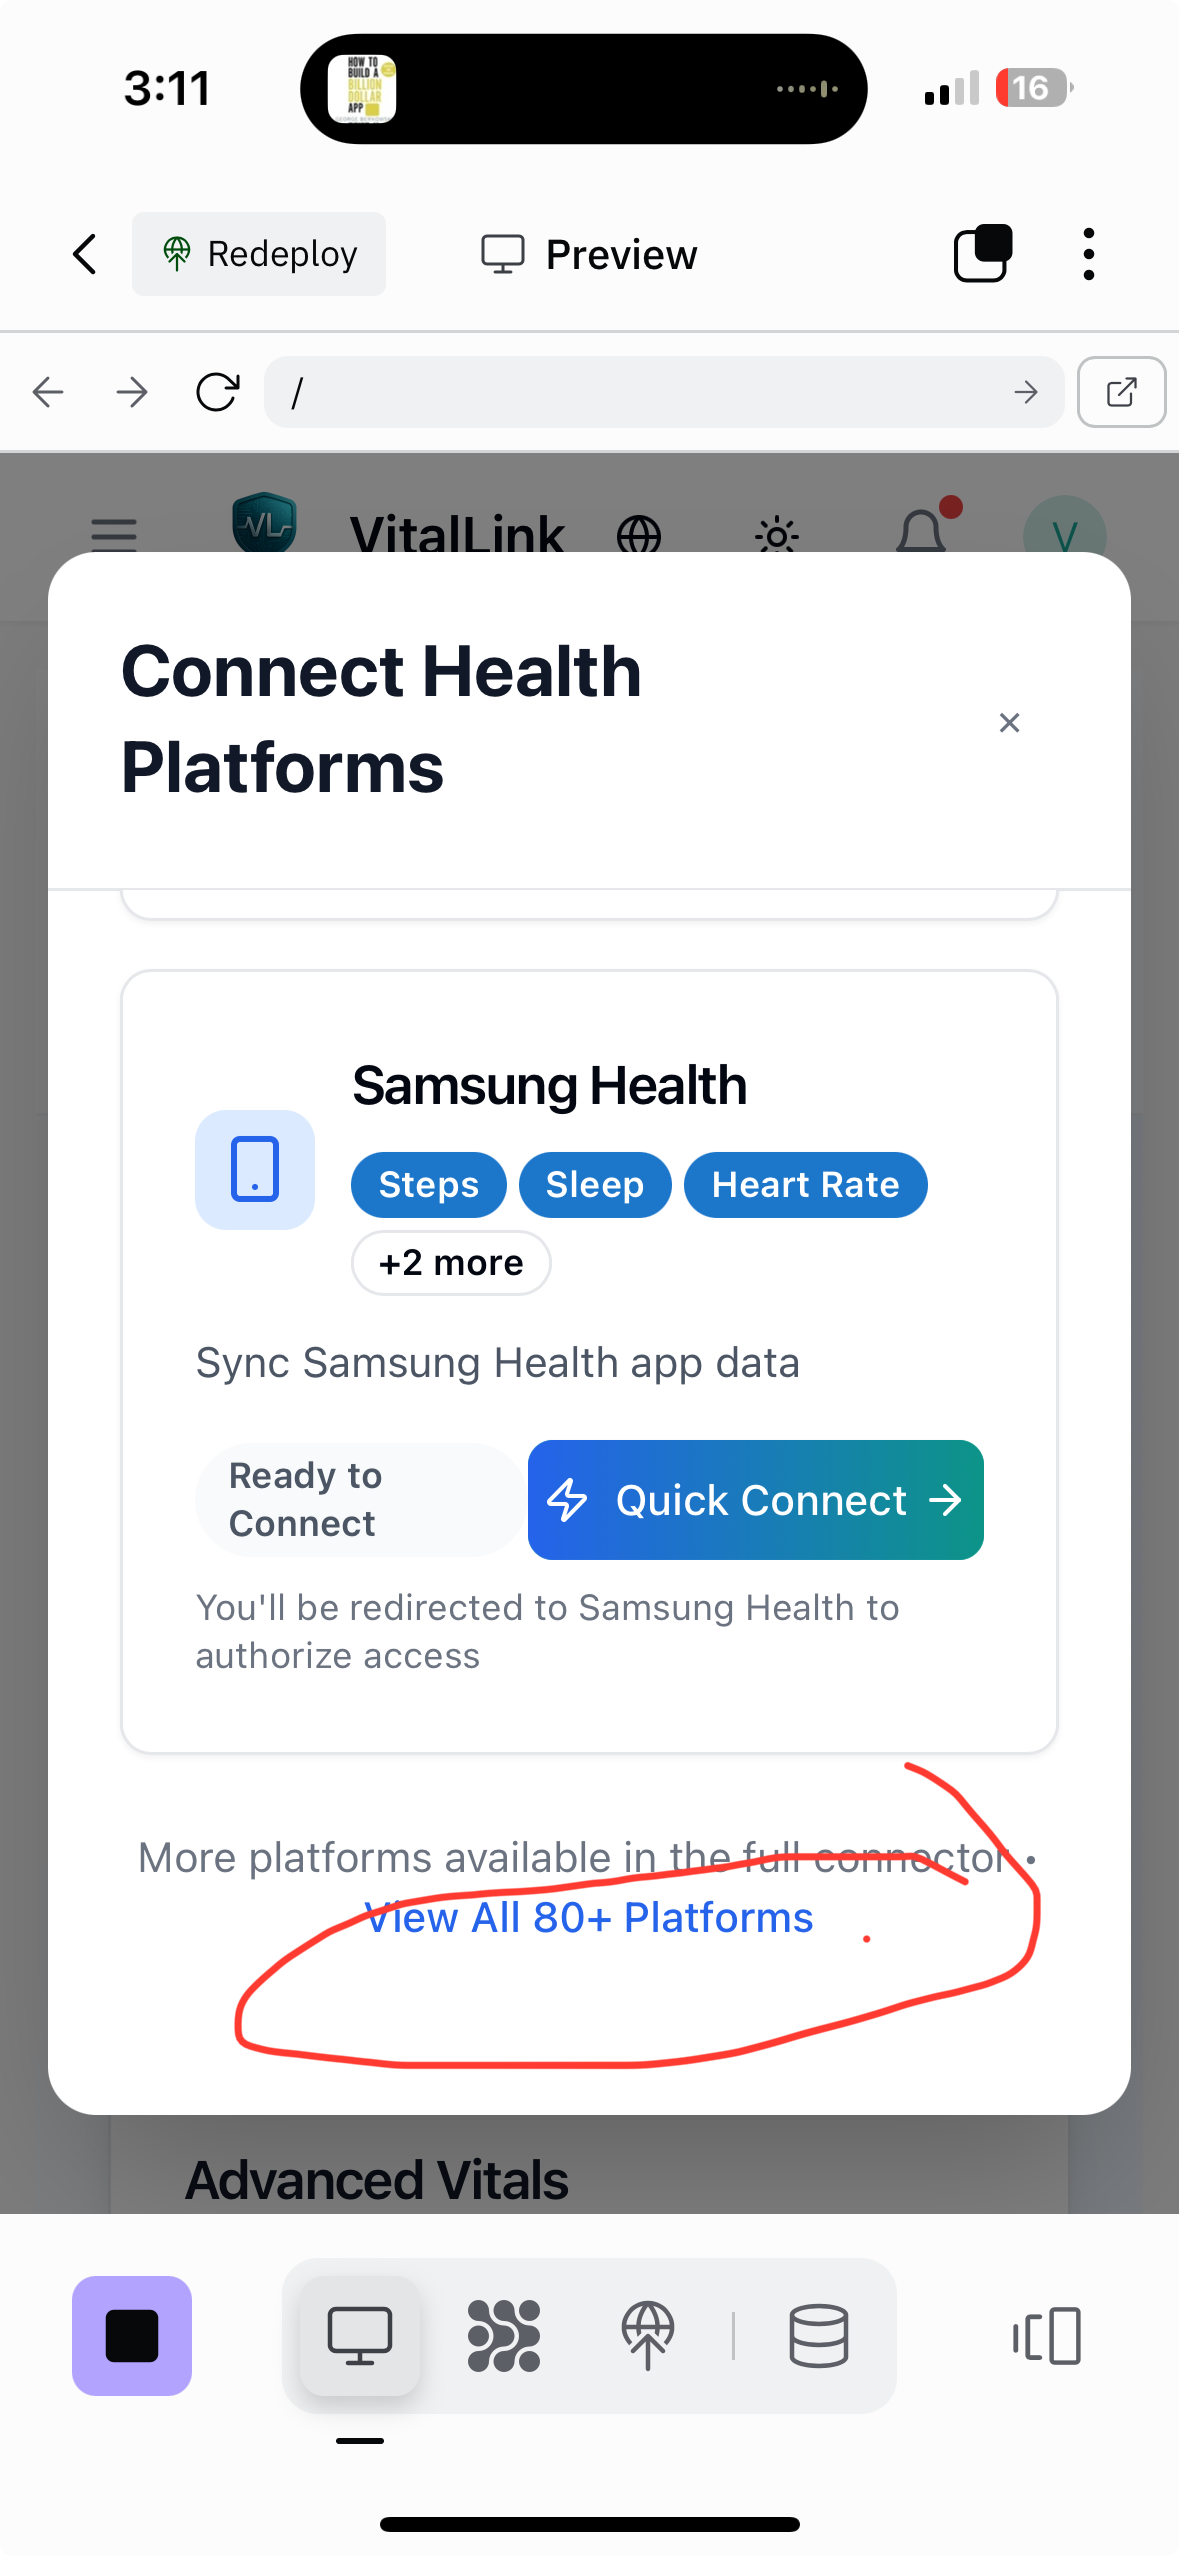 3:11
HOW TO
BUILD A
BILLION
DOLLAR
APP
16
Redeploy
Preview
/
VL
VitalLink
V
Connect Health
Platforms
×
Samsung Health
Steps
Sleep
Heart Rate
+2 more
Sync Samsung Health app data
Ready to
Connect
Quick Connect →
You'll be redirected to Samsung Health to
authorize access
More platforms available in the full connector •
View All 80+ Platforms
Advanced Vitals